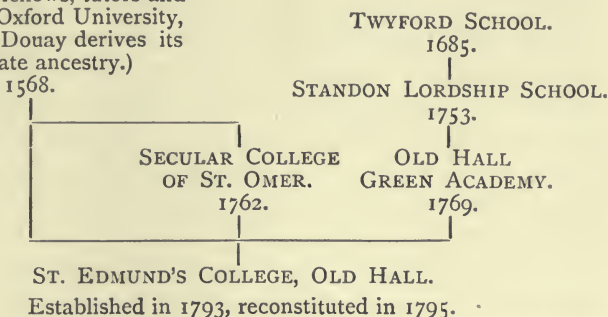 Oxford University,
Douay derives its
ate ancestry.)
1568.
TWYFORD SCHOOL.
1685.
STANDON LORDSHIP SCHOOL.
1753.
SECULAR COLLEGE
OF ST. OMER.
1762.
OLD HALL
GREEN ACADEMY.
1769.
ST. EDMUND'S COLLEGE, OLD HALL.
Established in 1793, reconstituted in 1795.